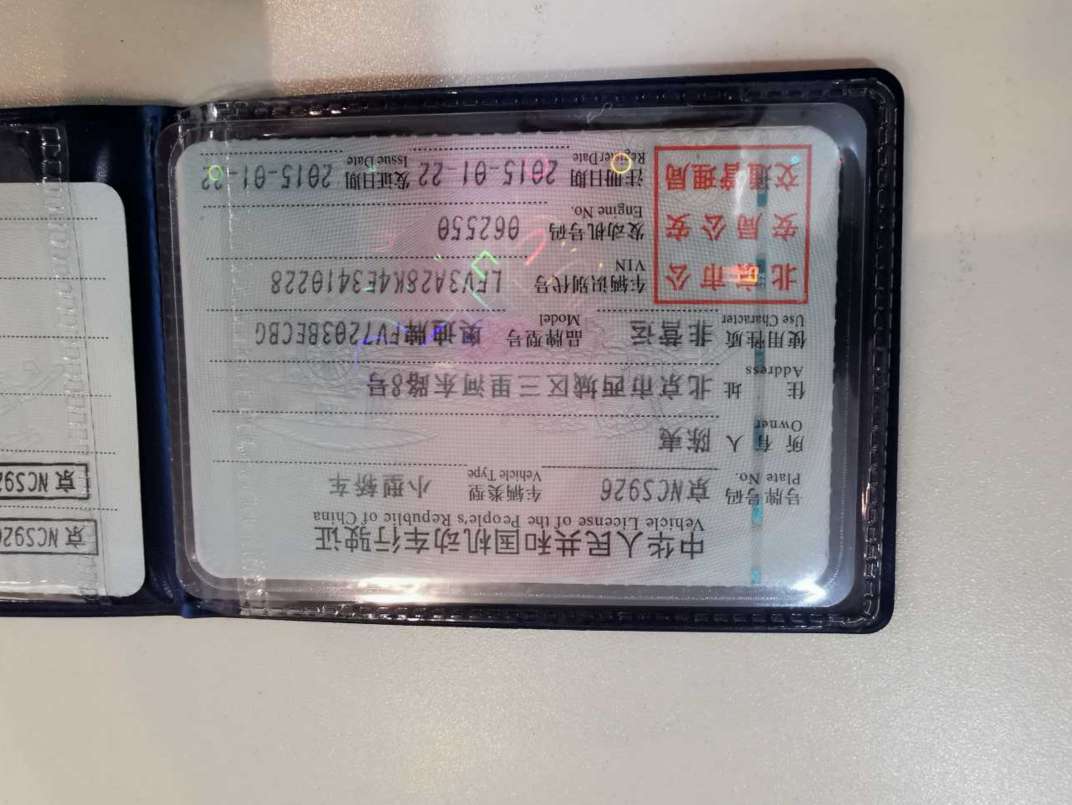 中华人民共和国机动车行驶证
Vehicle License of the People's Republic of China
号牌号码 京NCS926 车辆类型 小型轿车
Plate No. Vehicle Type
所有人 陈夷
Owner
住址 北京市西城区三里河东路8号
Address
使用性质 非营运 品牌型号 奥迪牌FV7203BECBG
Use Character Model
北京市公
安局公安
交通管理局
车辆识别代号 LFV3A28K4E3410228
VIN
发动机号码 062550
Engine No.
注册日期 2015-01-22 发证日期 2015-01-22
Register Date Issue Date
京NCS926
京NCS92